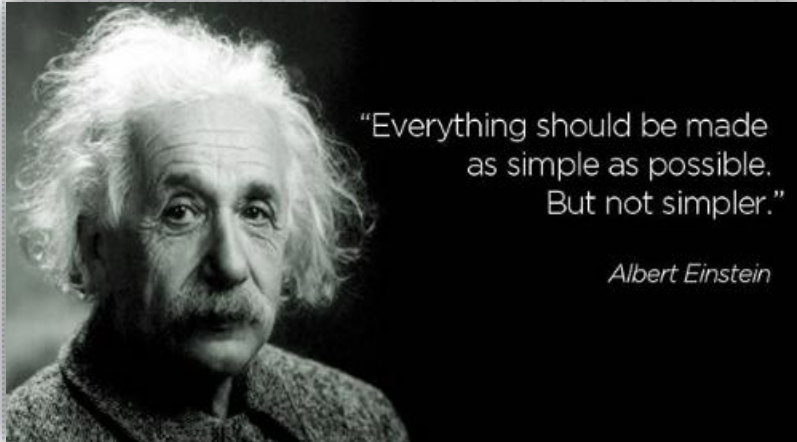 “Everything should be made
as simple as possible.
But not simpler.”
Albert Einstein